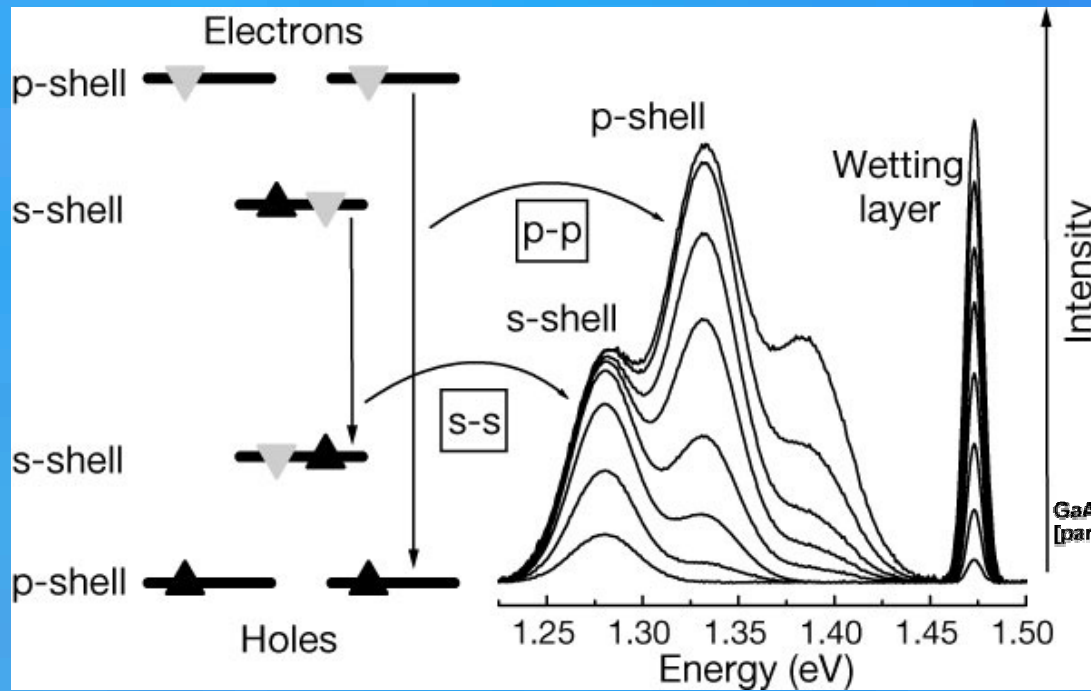 Electrons
p-shell
s-shell
s-shell
p-shell
Holes
p-p
s-s
p-shell
s-shell
Wetting
layer
Intensity
1.25 1.30 1.35 1.40 1.45 1.50
Energy (eV)